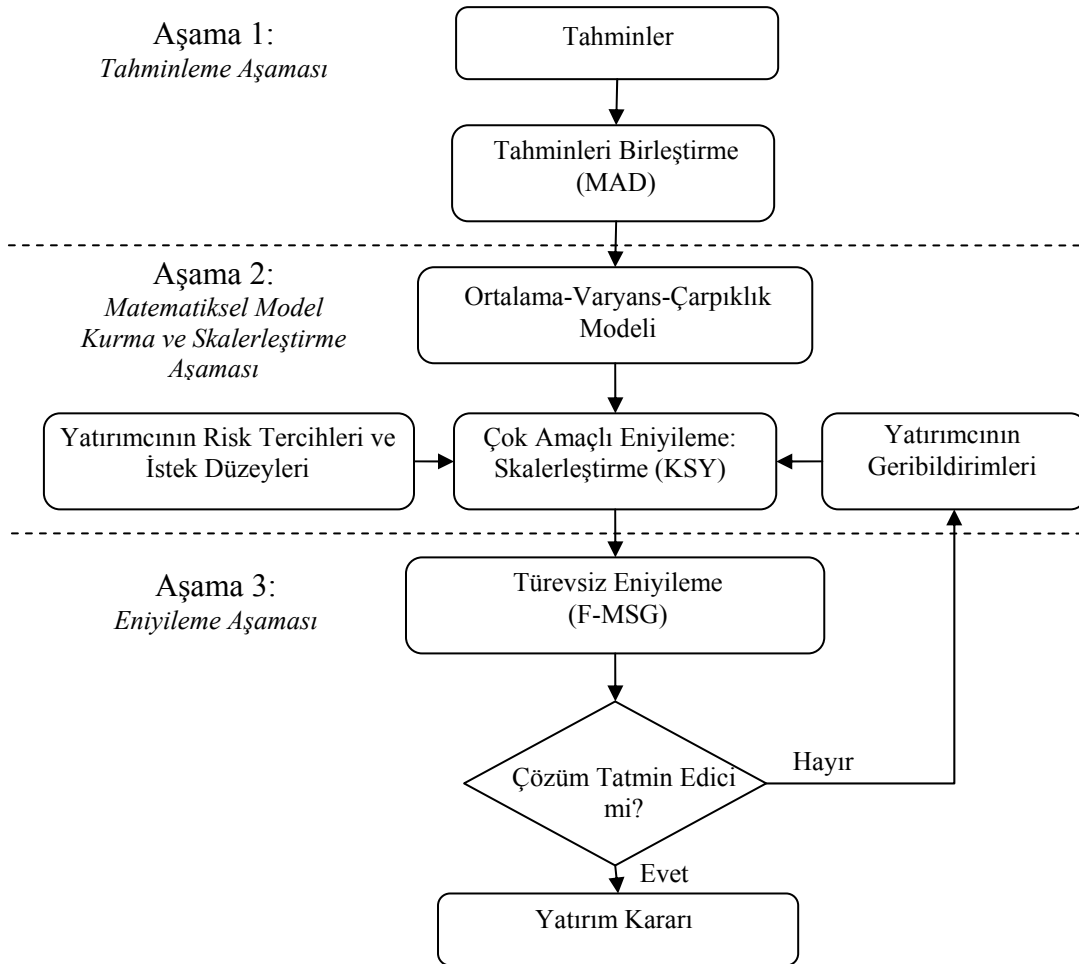 Aşama 1:
Tahminleme Aşaması
Tahminler
Tahminleri Birleştirme
(MAD)
Aşama 2:
Matematiksel Model
Kurma ve Skalerleştirme
Aşaması
Ortalama-Varyans-Çarpıklık
Modeli
Yatırımcının Risk Tercihleri ve
İstek Düzeyleri
Çok Amaçlı Eniyileme:
Skalerleştirme (KSY)
Yatırımcının
Geribildirimleri
Aşama 3:
Eniyileme Aşaması
Türevsiz Eniyileme
(F-MSG)
Çözüm Tatmin Edici
mi?
Hayır
Evet
Yatırım Kararı